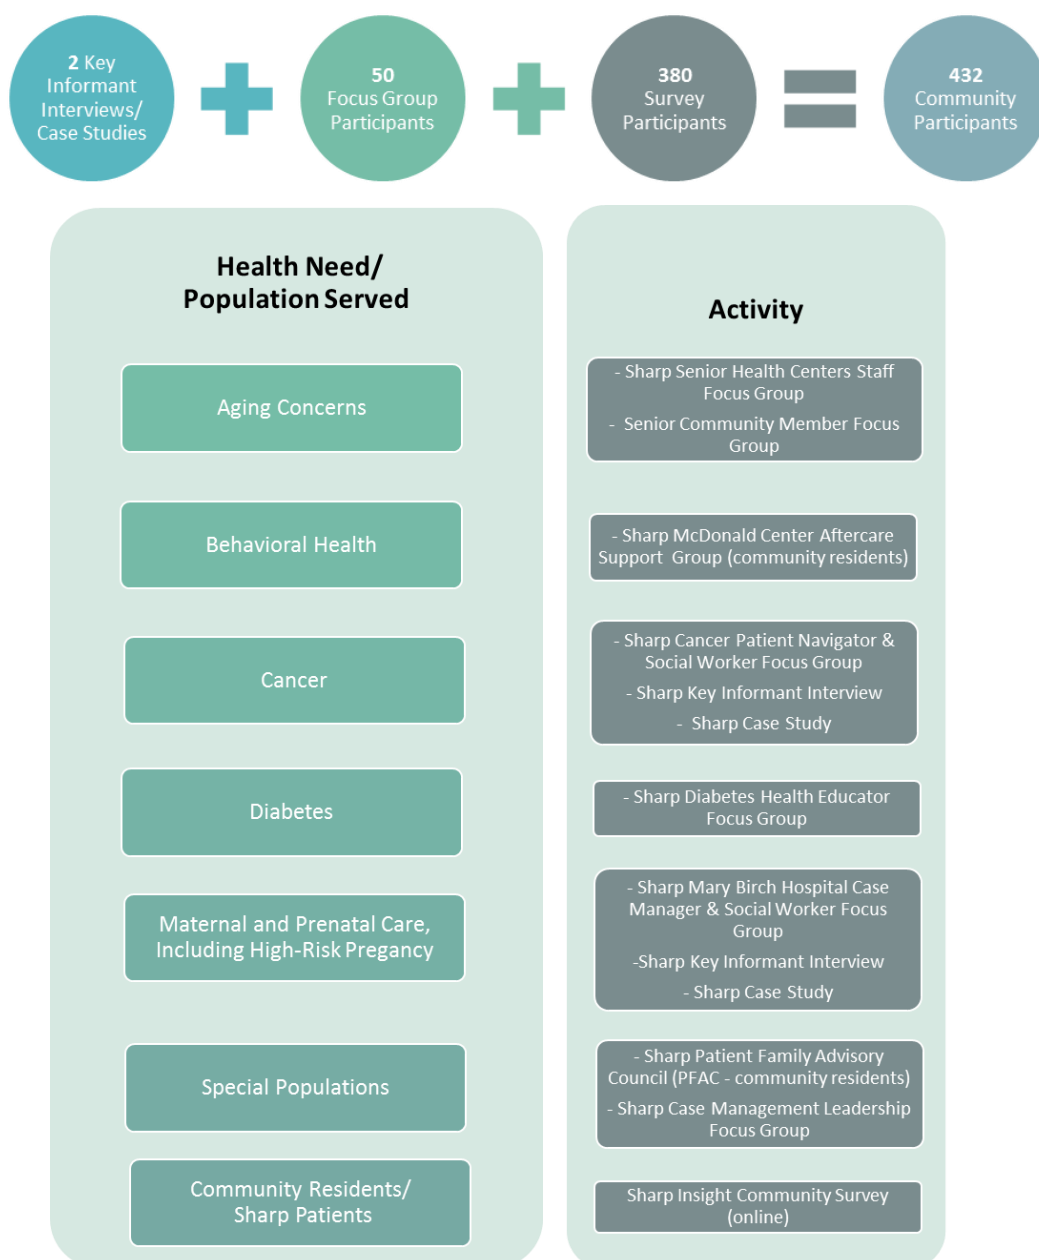 2 Key
Informant
Interviews/
Case Studies
50
Focus Group
Participants
380
Survey
Participants
432
Community
Participants
Health Need/
Population Served
Activity
Aging Concerns
- Sharp Senior Health Centers Staff
Focus Group
- Senior Community Member Focus
Group
Behavioral Health
- Sharp McDonald Center Aftercare
Support Group (community residents)
Cancer
- Sharp Cancer Patient Navigator &
Social Worker Focus Group
- Sharp Key Informant Interview
- Sharp Case Study
Diabetes
- Sharp Diabetes Health Educator
Focus Group
Maternal and Prenatal Care,
Including High-Risk Pregancy
- Sharp Mary Birch Hospital Case
Manager & Social Worker Focus
Group
-Sharp Key Informant Interview
- Sharp Case Study
Special Populations
- Sharp Patient Family Advisory
Council (PFAC - community residents)
- Sharp Case Management Leadership
Focus Group
Community Residents/
Sharp Patients
Sharp Insight Community Survey
(online)